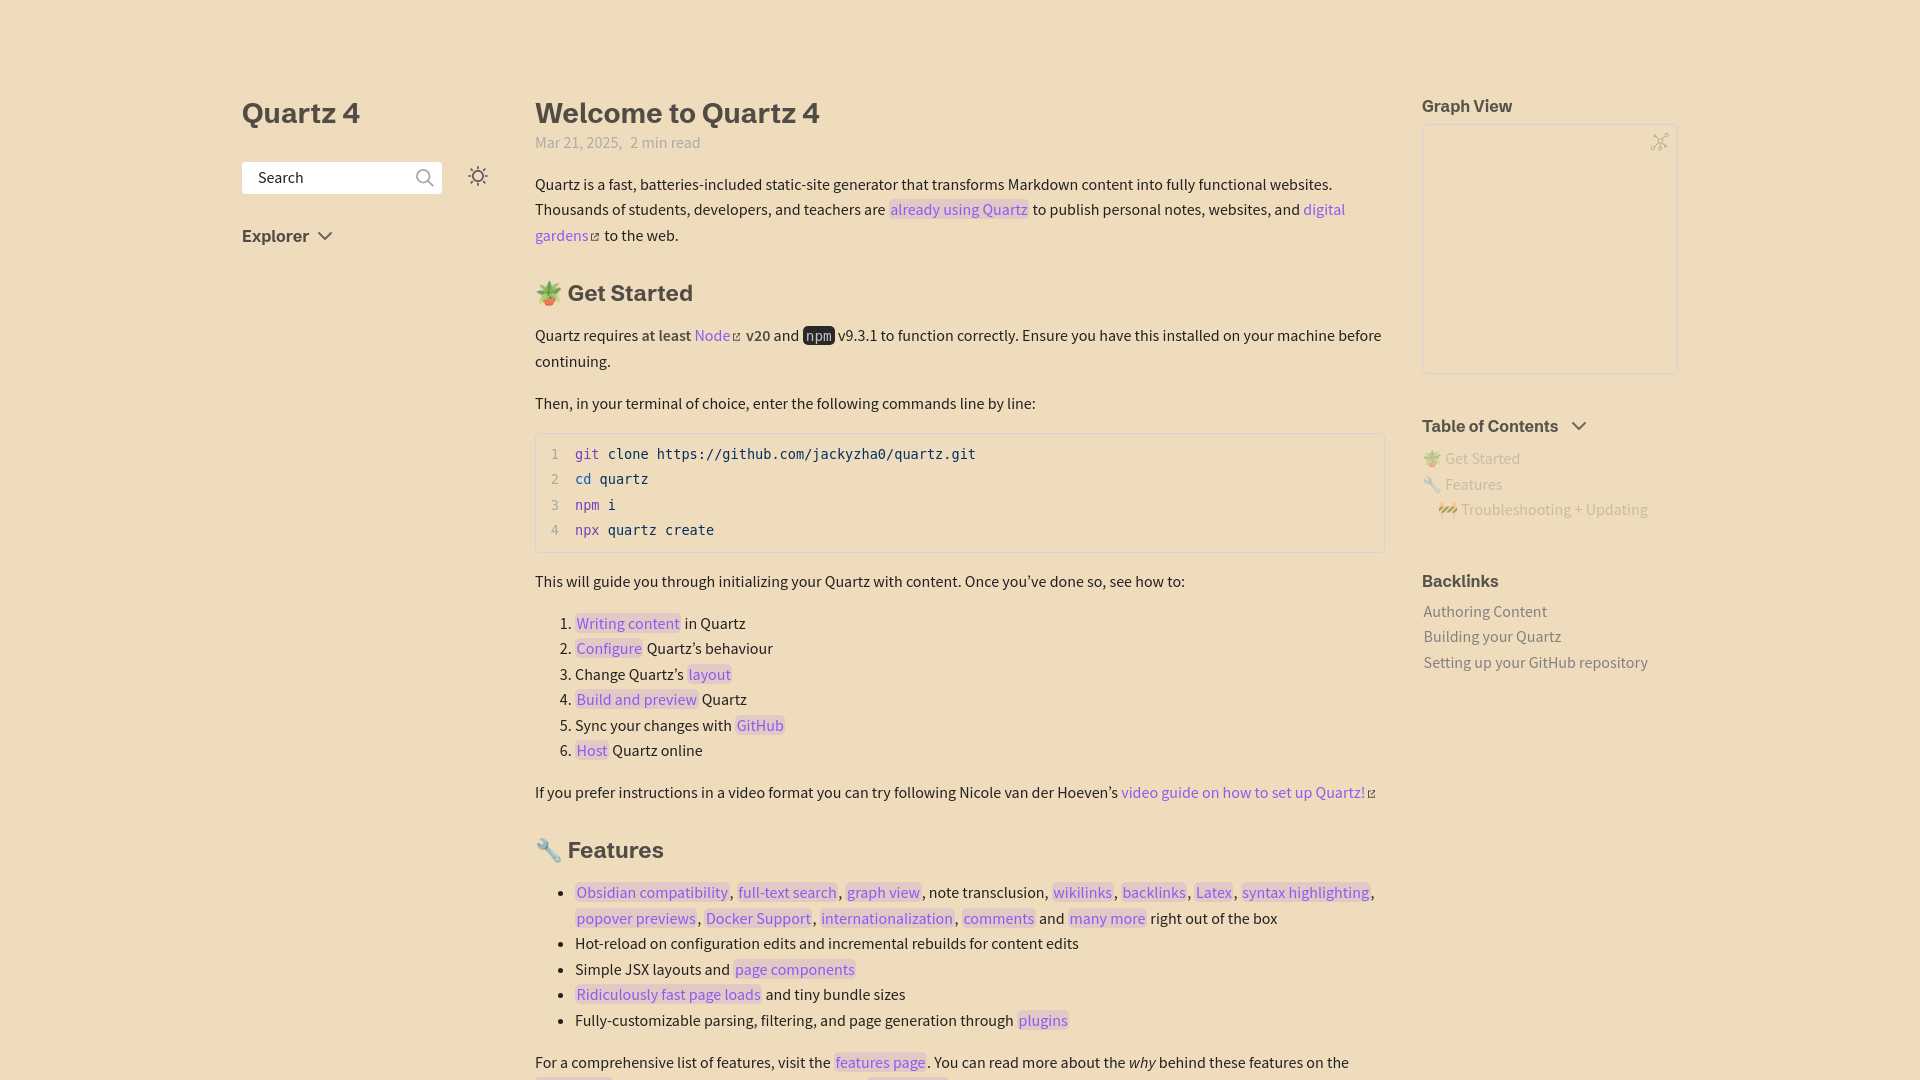 Quartz 4
Search
Explorer
Welcome to Quartz 4
Mar 21, 2025, 2 min read
Quartz is a fast, batteries-included static-site generator that transforms Markdown content into fully functional websites.
Thousands of students, developers, and teachers are already using Quartz to publish personal notes, websites, and digital
gardens to the web.
🪴 Get Started
Quartz requires at least Node v20 and npm v9.3.1 to function correctly. Ensure you have this installed on your machine before
continuing.
Then, in your terminal of choice, enter the following commands line by line:
1 git clone https://github.com/jackyzha0/quartz.git
2 cd quartz
3 npm i
4 npx quartz create
This will guide you through initializing your Quartz with content. Once you’ve done so, see how to:
1. Writing content in Quartz
2. Configure Quartz’s behaviour
3. Change Quartz’s layout
4. Build and preview Quartz
5. Sync your changes with GitHub
6. Host Quartz online
If you prefer instructions in a video format you can try following Nicole van der Hoeven’s video guide on how to set up Quartz!
🔧 Features
• Obsidian compatibility, full-text search, graph view, note transclusion, wikilinks, backlinks, Latex, syntax highlighting,
popover previews, Docker Support, internationalization, comments and many more right out of the box
• Hot-reload on configuration edits and incremental rebuilds for content edits
• Simple JSX layouts and page components
• Ridiculously fast page loads and tiny bundle sizes
• Fully-customizable parsing, filtering, and page generation through plugins
For a comprehensive list of features, visit the features page. You can read more about the why behind these features on the
Graph View
Table of Contents
🪴 Get Started
🔧 Features
🚧 Troubleshooting + Updating
Backlinks
Authoring Content
Building your Quartz
Setting up your GitHub repository